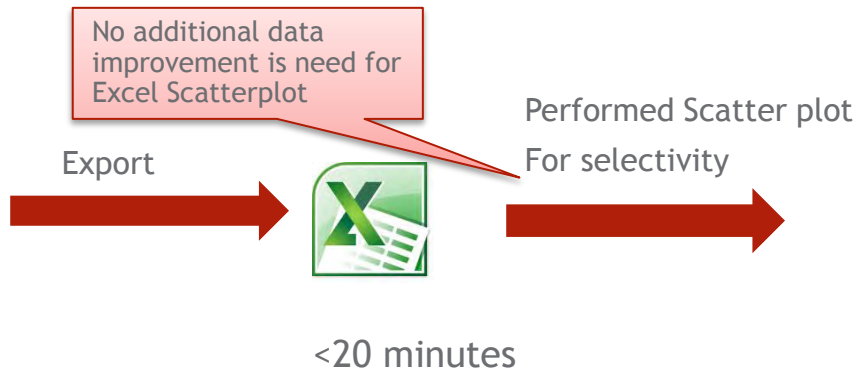 No additional data
improvement is need for
Excel Scatterplot
Export
Performed Scatter plot
For selectivity
X
<20 minutes